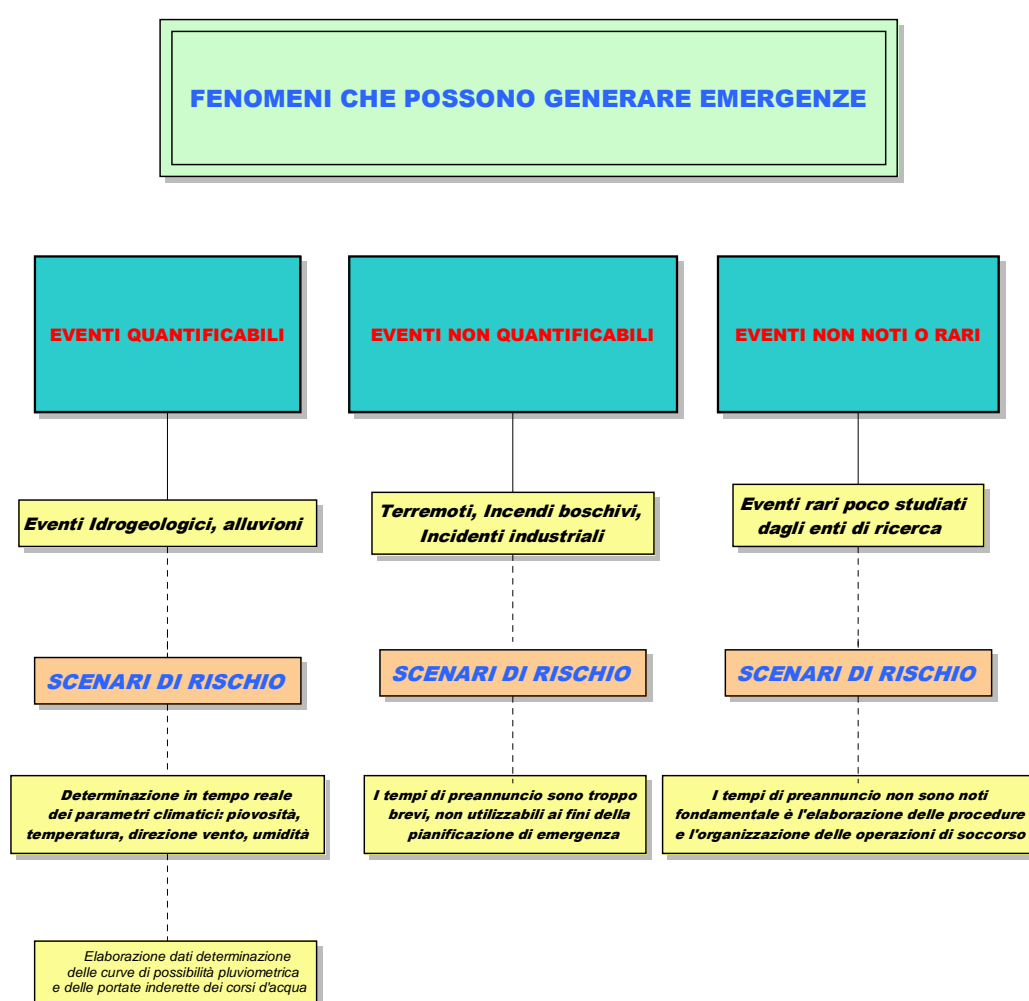 FENOMENI CHE POSSONO GENERARE EMERGENZE
EVENTI QUANTIFICABILI
EVENTI NON QUANTIFICABILI
EVENTI NON NOTI O RARI
Eventi Idrogeologici, alluvioni
Terremoti, Incendi boschivi,
Incidenti industriali
Eventi rari poco studiati
dagli enti di ricerca
SCENARI DI RISCHIO
SCENARI DI RISCHIO
SCENARI DI RISCHIO
Determinazione in tempo reale
dei parametri climatici: piovosità,
temperatura, direzione vento, umidità
I tempi di preannuncio sono troppo
brevi, non utilizzabili ai fini della
pianificazione di emergenza
I tempi di preannuncio non sono noti
fondamentale è l'elaborazione delle procedure
e l'organizzazione delle operazioni di soccorso
Elaborazione dati determinazione
delle curve di possibilità pluviometrica
e delle portate inderette dei corsi d'acqua